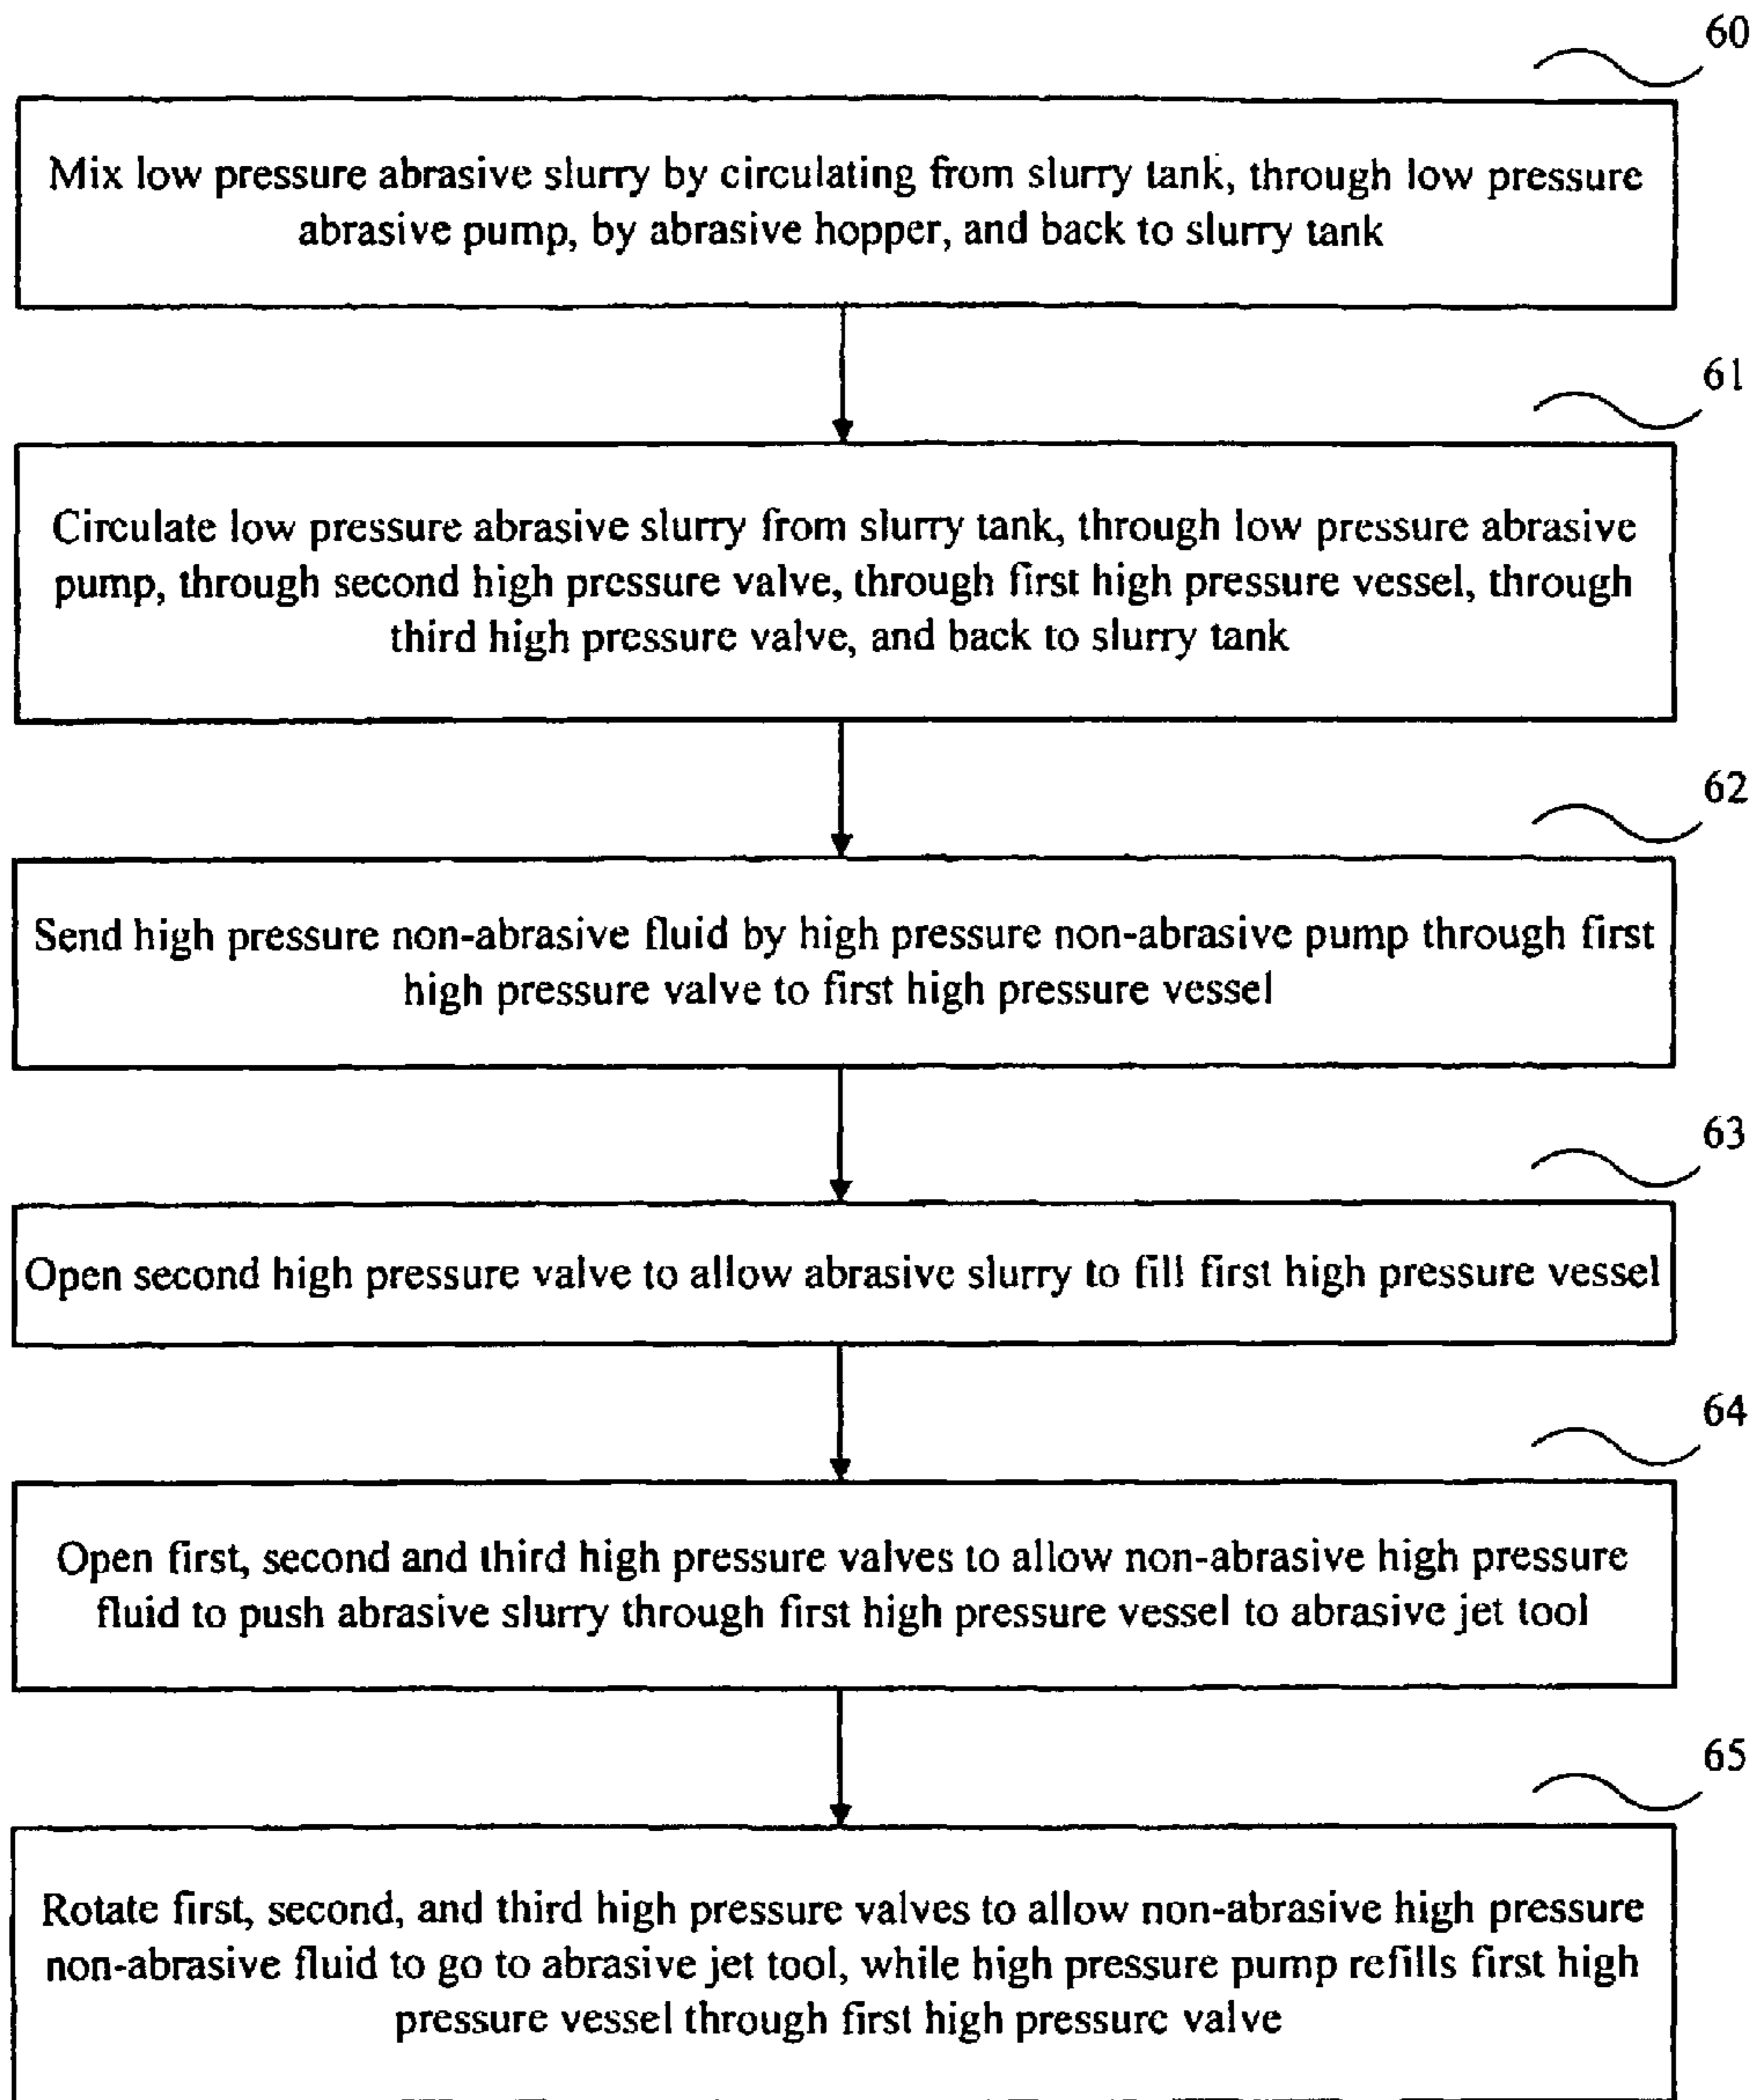 60
Mix low pressure abrasive slurry by circulating from slurry tank, through low pressure
abrasive pump, by abrasive hopper, and back to slurry tank
61
Circulate low pressure abrasive slurry from slurry tank, through low pressure abrasive
pump, through second high pressure valve, through first high pressure vessel, through
third high pressure valve, and back to slurry tank
62
Send high pressure non-abrasive fluid by high pressure non-abrasive pump through first
high pressure valve to first high pressure vessel
63
Open second high pressure valve to allow abrasive slurry to fill first high pressure vessel
64
Open first, second and third high pressure valves to allow non-abrasive high pressure
fluid to push abrasive slurry through first high pressure vessel to abrasive jet tool
65
Rotate first, second, and third high pressure valves to allow non-abrasive high pressure
non-abrasive fluid to go to abrasive jet tool, while high pressure pump refills first high
pressure vessel through first high pressure valve